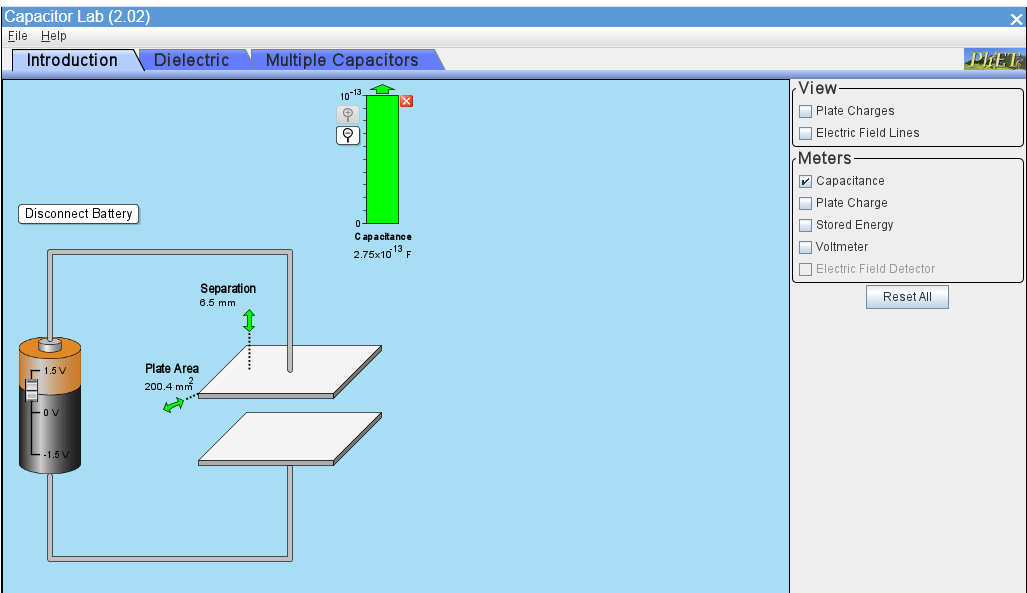 Capacitor Lab (2.02)
File Help
Introduction Dielectric Multiple Capacitors
PhET
View
Plate Charges
Electric Field Lines
Meters
Capacitance
Plate Charge
Stored Energy
Voltmeter
Electric Field Detector
Reset All
10⁻¹³
0
Capacitance
2.75x10⁻¹³ F
Disconnect Battery
Separation
6.5 mm
Plate Area
200.4 mm²
1.5 V
0 V
-1.5 V